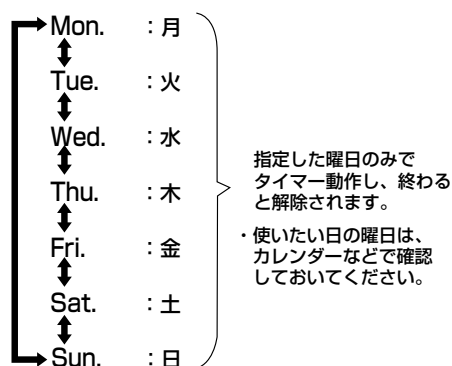 Mon. ：月
Tue. ：火
Wed. ：水
Thu. ：木
Fri. ：金
Sat. ：土
Sun. ：日
指定した曜日のみで
タイマー動作し、終わる
と解除されます。
・使いたい日の曜日は、
カレンダーなどで確認
しておいてください。